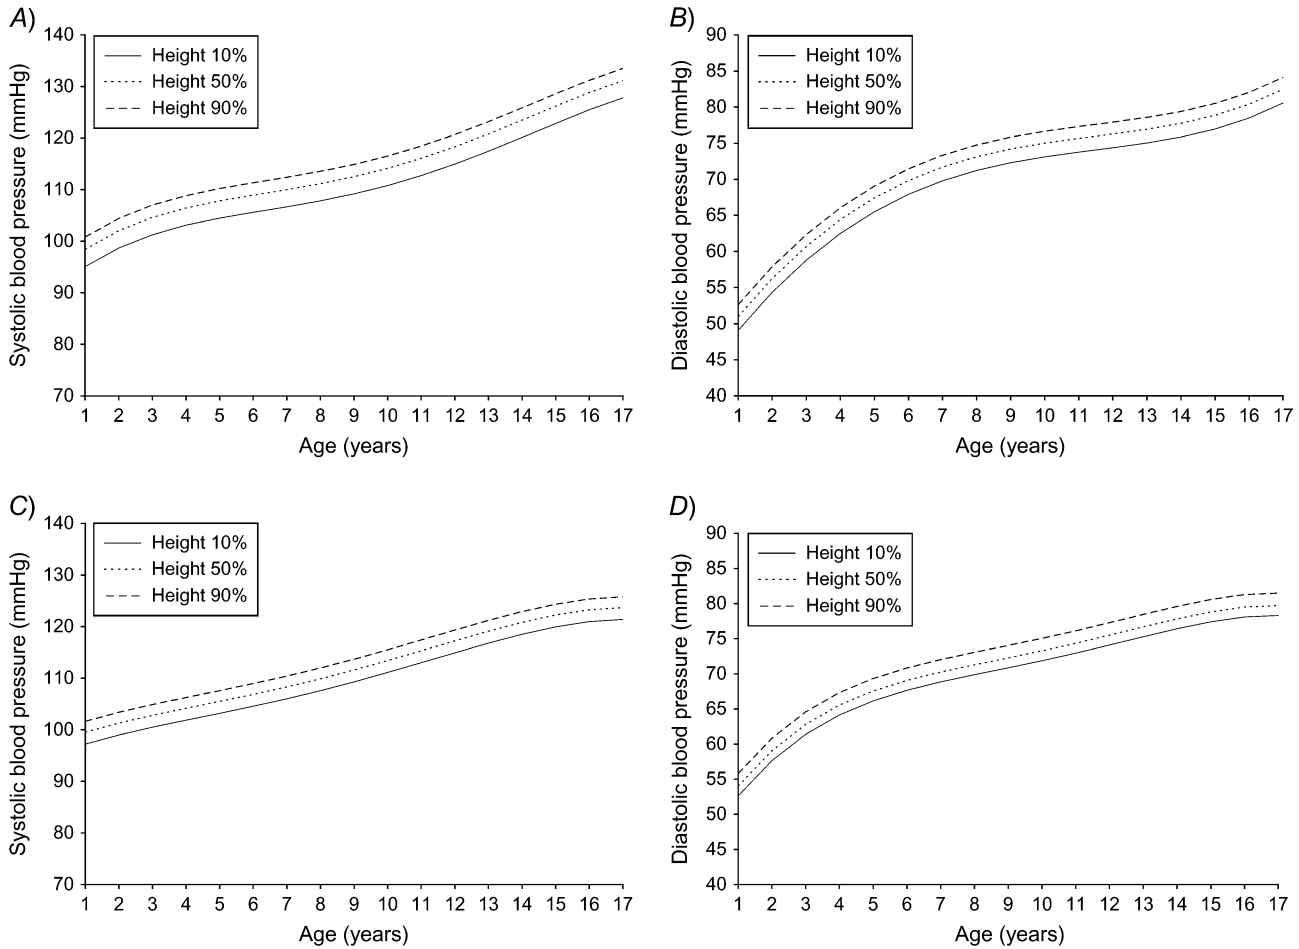 A)
Systolic blood pressure (mmHg)
140
130
120
110
100
90
80
70
Height 10%
Height 50%
Height 90%
1 2 3 4 5 6 7 8 9 10 11 12 13 14 15 16 17
Age (years)
B)
Diastolic blood pressure (mmHg)
90
85
80
75
70
65
60
55
50
45
40
Height 10%
Height 50%
Height 90%
1 2 3 4 5 6 7 8 9 10 11 12 13 14 15 16 17
Age (years)
C)
Systolic blood pressure (mmHg)
140
130
120
110
100
90
80
70
Height 10%
Height 50%
Height 90%
1 2 3 4 5 6 7 8 9 10 11 12 13 14 15 16 17
Age (years)
D)
Diastolic blood pressure (mmHg)
90
85
80
75
70
65
60
55
50
45
40
Height 10%
Height 50%
Height 90%
1 2 3 4 5 6 7 8 9 10 11 12 13 14 15 16 17
Age (years)